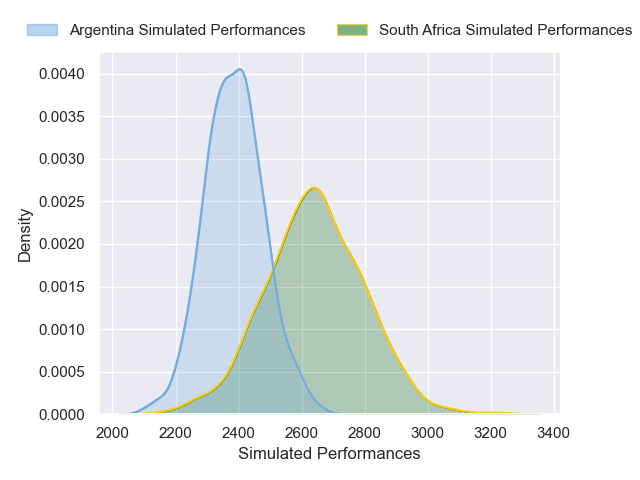 Argentina Simulated Performances South Africa Simulated Performances
0.0040
0.0035
0.0030
0.0025
0.0020
0.0015
0.0010
0.0005
0.0000
Density
2000 2200 2400 2600 2800 3000 3200 3400
Simulated Performances